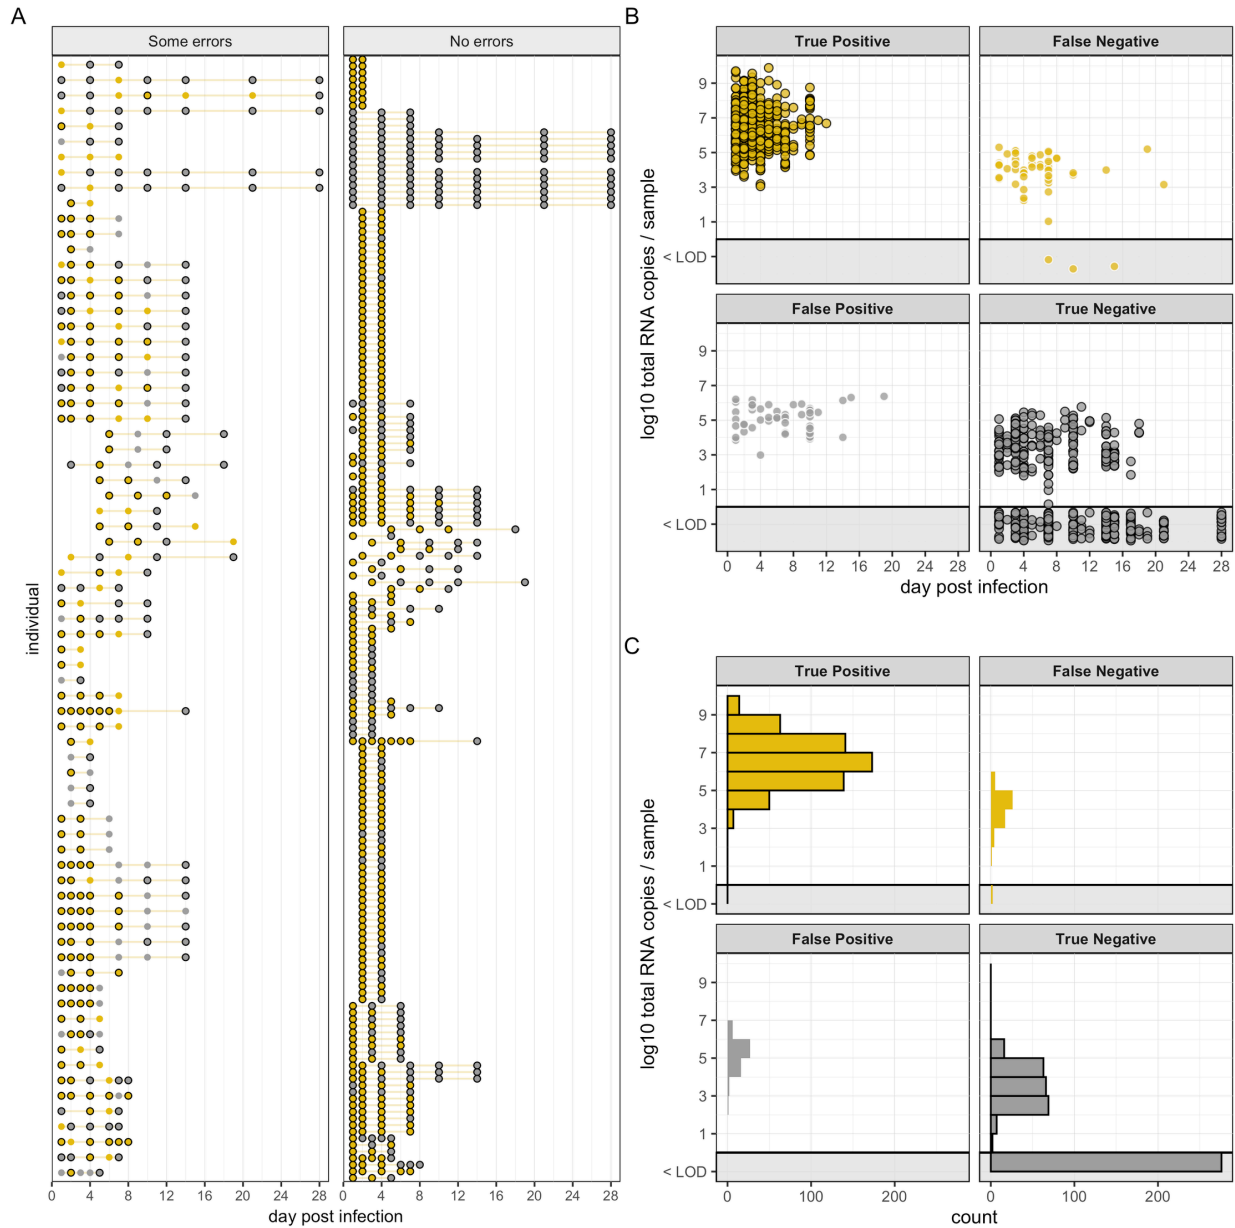 A
Some errors
No errors
individual
0 4 8 12 16 20 24 28
0 4 8 12 16 20 24 28
day post infection
B
True Positive
False Negative
9
7
5
3
1
< LOD
False Positive
True Negative
9
7
5
3
1
< LOD
log10 total RNA copies / sample
0 4 8 12 16 20 24 28
0 4 8 12 16 20 24 28
day post infection
C
True Positive
False Negative
9
7
5
3
1
< LOD
False Positive
True Negative
9
7
5
3
1
< LOD
log10 total RNA copies / sample
0 100 200
0 100 200
count